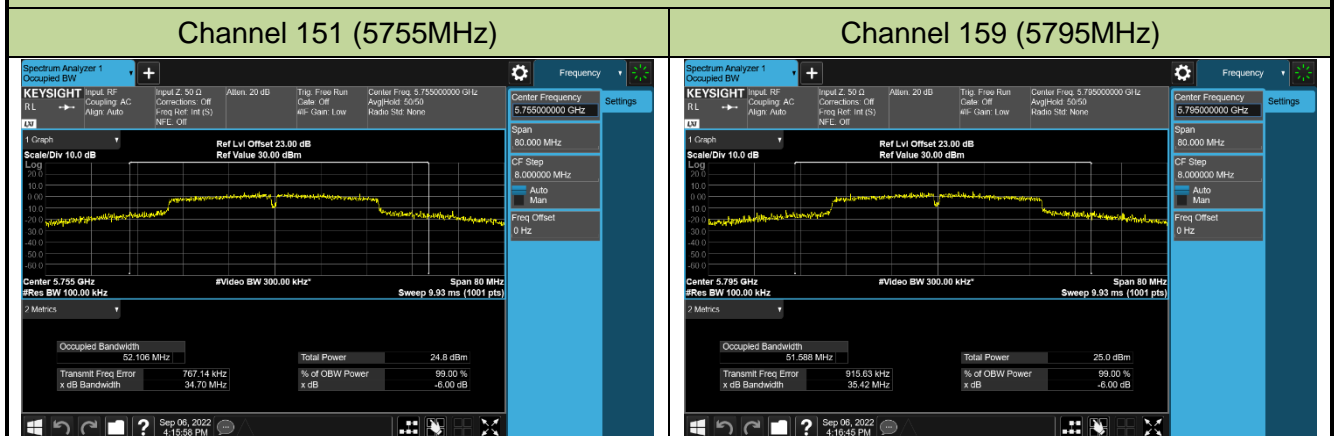 Channel 151 (5755MHz)
Channel 159 (5795MHz)
Spectrum Analyzer 1
Occupied BW
+
Frequency
KEYSIGHT
RL
LXI
Input: RF
Coupling: AC
Align: Auto
Input Z: 50 Ω
Corrections: Off
Freq Ref: Int (S)
NFE: Off
Atten: 20 dB
Trig: Free Run
Gate: Off
#IF Gain: Low
Center Freq: 5.755000000 GHz
Avg|Hold: 50/50
Radio Std: None
Center Frequency
5.755000000 GHz
Settings
Span
80.000 MHz
CF Step
8.000000 MHz
Auto
Man
Freq Offset
0 Hz
1 Graph
Scale/Div 10.0 dB
Ref Lvl Offset 23.00 dB
Ref Value 30.00 dBm
Log
20.0
10.0
0.00
-10.0
-20.0
-30.0
-40.0
-50.0
-60.0
Center 5.755 GHz
#Video BW 300.00 kHz*
Span 80 MHz
#Res BW 100.00 kHz
Sweep 9.93 ms (1001 pts)
2 Metrics
Occupied Bandwidth
52.106 MHz
Total Power 24.8 dBm
Transmit Freq Error 767.14 kHz
% of OBW Power 99.00 %
x dB Bandwidth 34.70 MHz
x dB -6.00 dB
?
Sep 06, 2022
4:15:58 PM
Spectrum Analyzer 1
Occupied BW
+
Frequency
KEYSIGHT
RL
LXI
Input: RF
Coupling: AC
Align: Auto
Input Z: 50 Ω
Corrections: Off
Freq Ref: Int (S)
NFE: Off
Atten: 20 dB
Trig: Free Run
Gate: Off
#IF Gain: Low
Center Freq: 5.795000000 GHz
Avg|Hold: 50/50
Radio Std: None
Center Frequency
5.795000000 GHz
Settings
Span
80.000 MHz
CF Step
8.000000 MHz
Auto
Man
Freq Offset
0 Hz
1 Graph
Scale/Div 10.0 dB
Ref Lvl Offset 23.00 dB
Ref Value 30.00 dBm
Log
20.0
10.0
0.00
-10.0
-20.0
-30.0
-40.0
-50.0
-60.0
Center 5.795 GHz
#Video BW 300.00 kHz*
Span 80 MHz
#Res BW 100.00 kHz
Sweep 9.93 ms (1001 pts)
2 Metrics
Occupied Bandwidth
51.588 MHz
Total Power 25.0 dBm
Transmit Freq Error 915.63 kHz
% of OBW Power 99.00 %
x dB Bandwidth 35.42 MHz
x dB -6.00 dB
?
Sep 06, 2022
4:16:45 PM